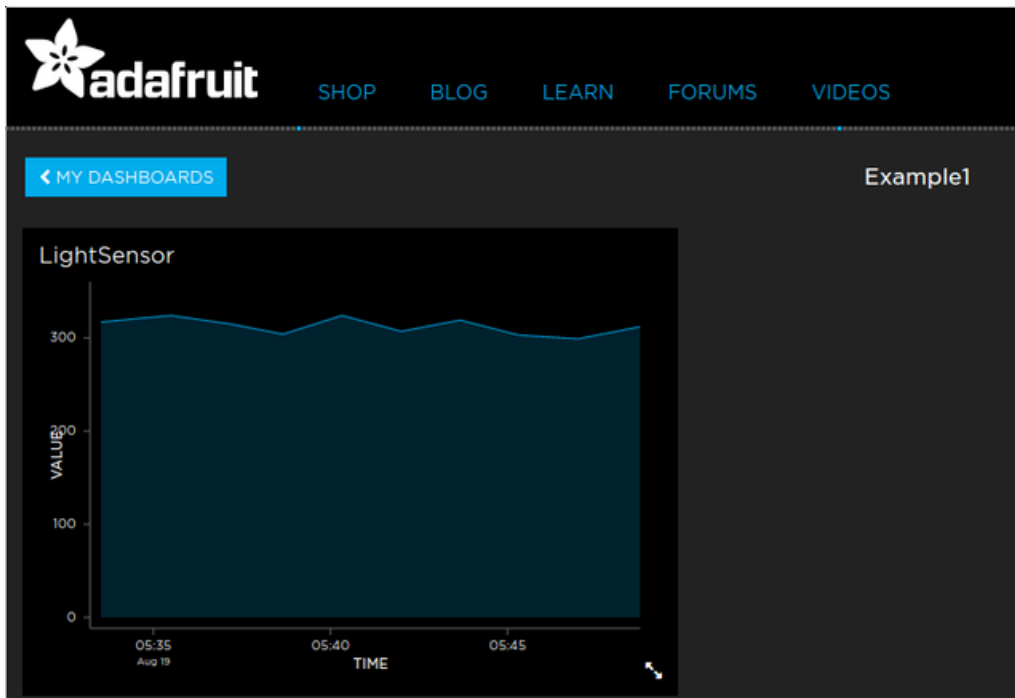 adafruit
SHOP BLOG LEARN FORUMS VIDEOS
MY DASHBOARDS
Example1
LightSensor
300
200
100
0
VALUE
05:35 05:40 05:45
Aug 19
TIME